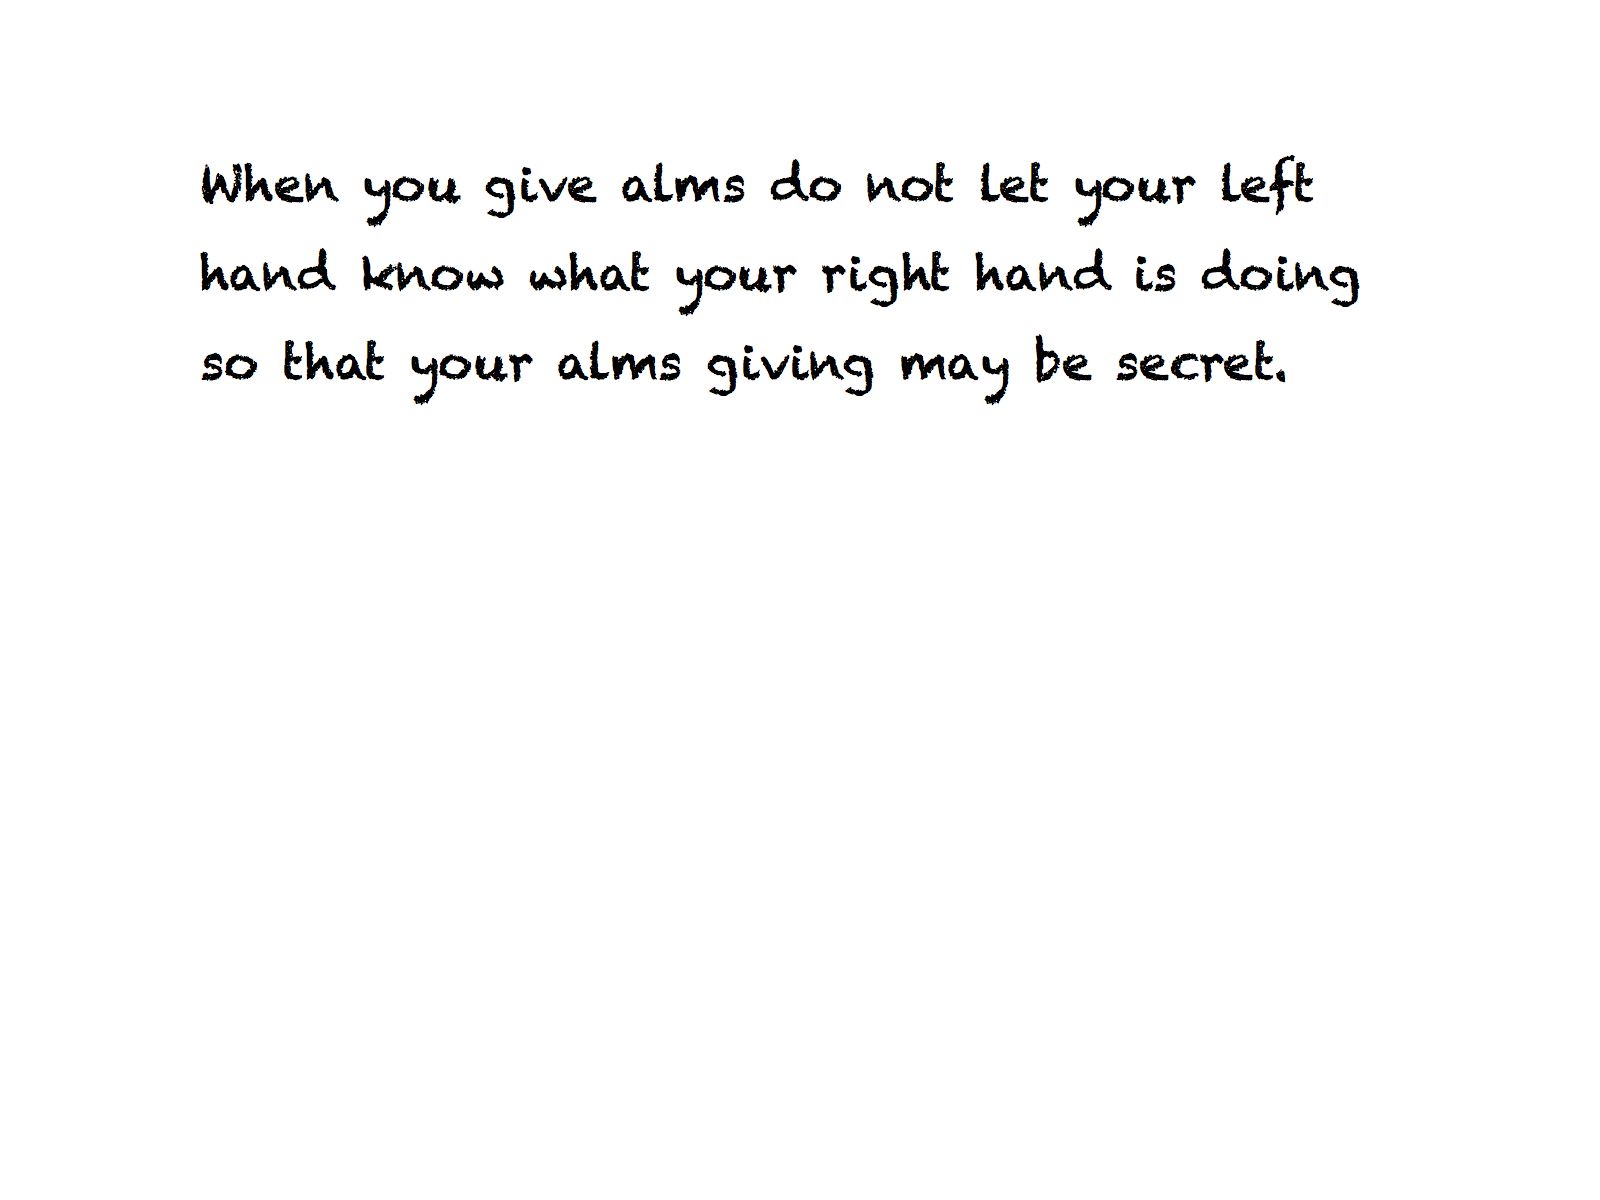 When you give alms do not let your left
hand know what your right hand is doing
so that your alms giving may be secret.